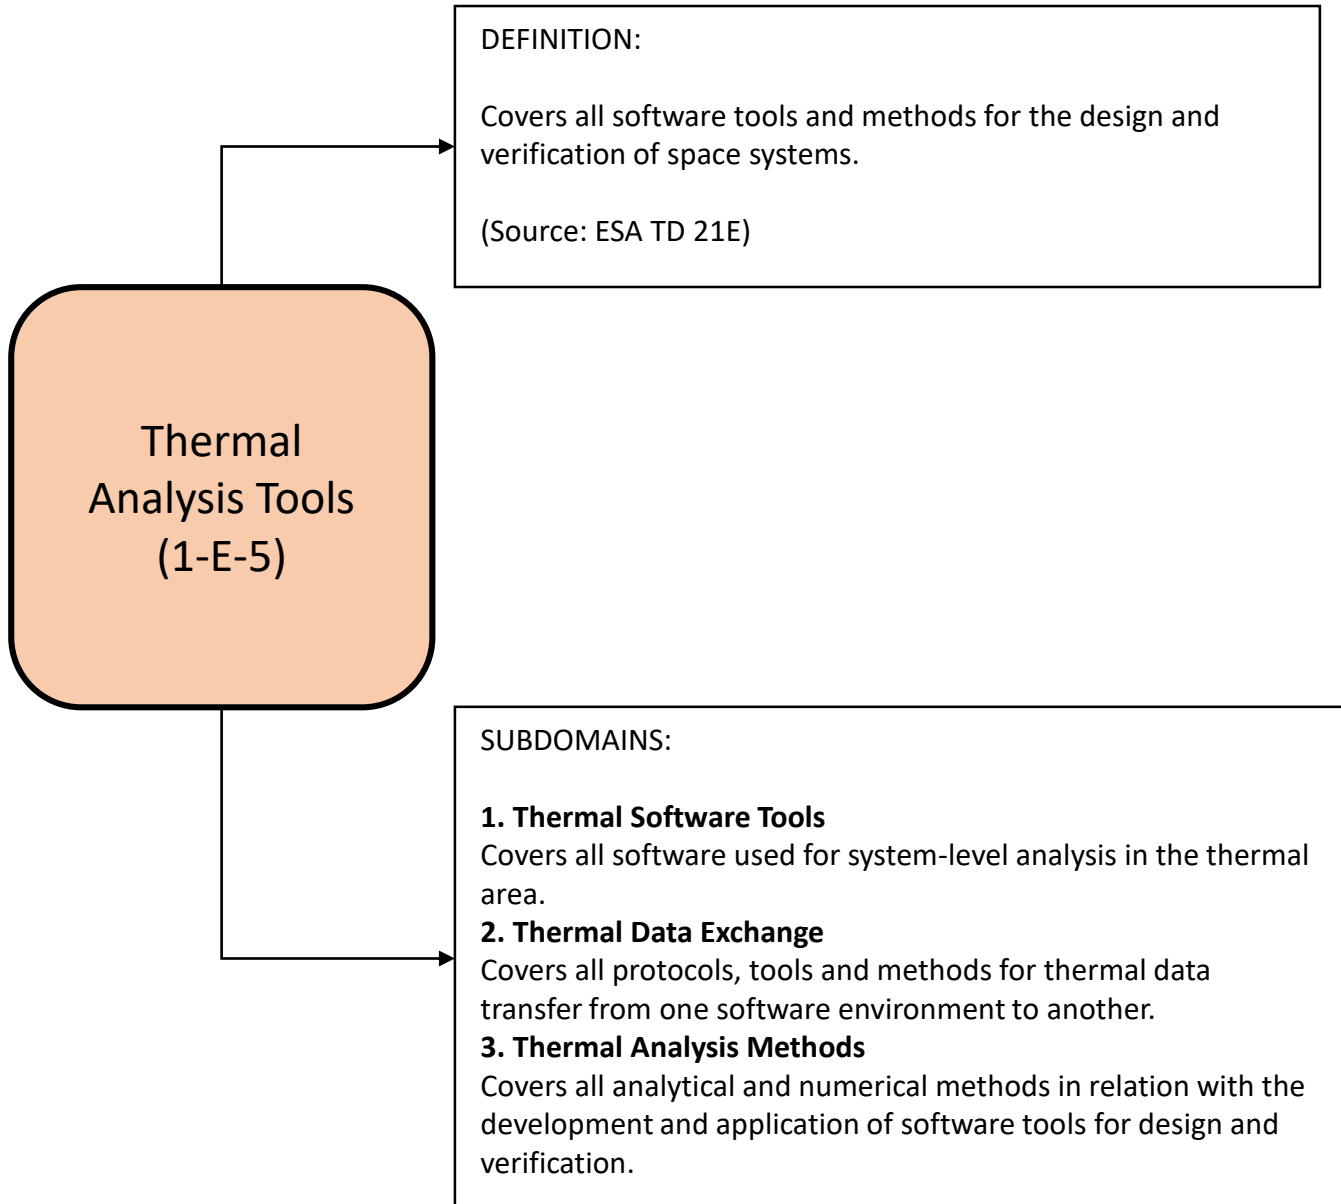 DEFINITION:
Covers all software tools and methods for the design and
verification of space systems.
(Source: ESA TD 21E)
Thermal
Analysis Tools
(1-E-5)
SUBDOMAINS:
1. Thermal Software Tools
Covers all software used for system-level analysis in the thermal
area.
2. Thermal Data Exchange
Covers all protocols, tools and methods for thermal data
transfer from one software environment to another.
3. Thermal Analysis Methods
Covers all analytical and numerical methods in relation with the
development and application of software tools for design and
verification.